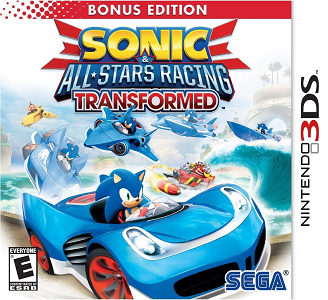 BONUS EDITION
SONIC
&
ALL★STARS RACING
TRANSFORMED
NINTENDO 3DS
EVERYONE
E
ESRB
SEGA